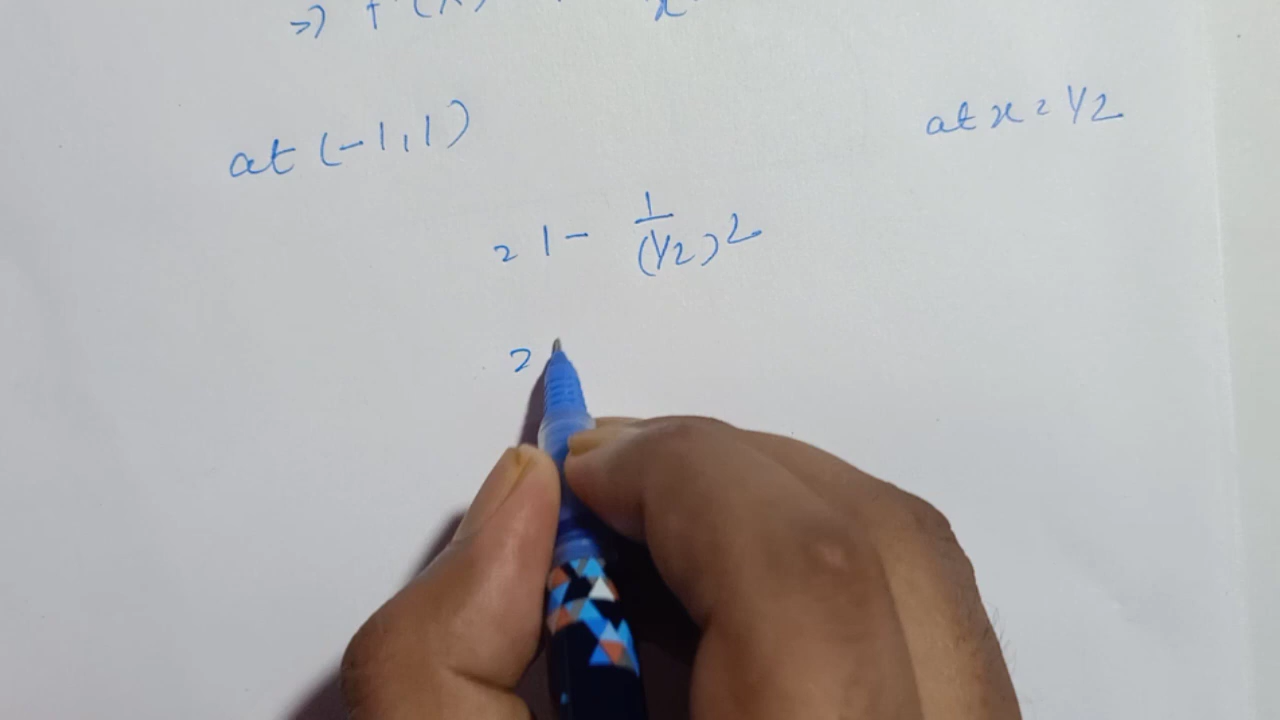 => f'(x)
at (-1,1) at x = 1/2
= 1 - 1/(1/2)2
=